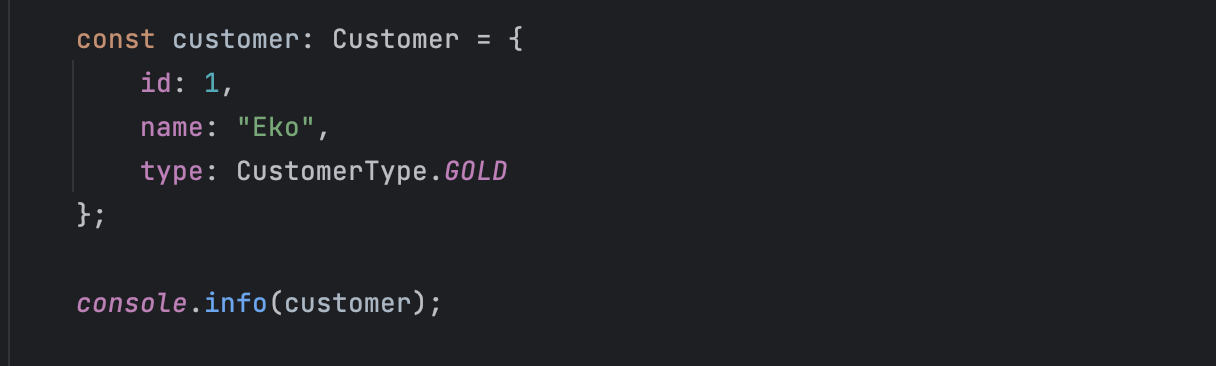 const customer: Customer = {
    id: 1,
    name: "Eko",
    type: CustomerType.GOLD
};
console.info(customer);